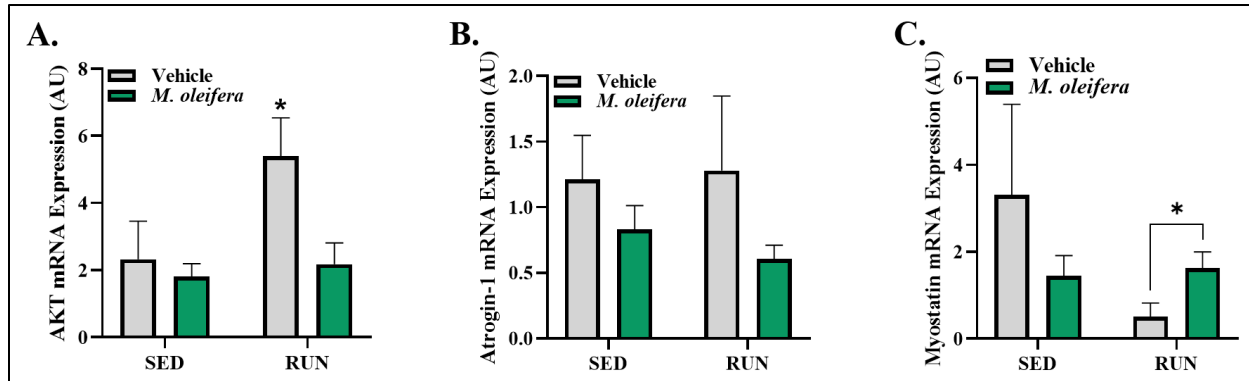 A.
AKT mRNA Expression (AU)
8
6
4
2
0
Vehicle
M. oleifera
*
SED
RUN
B.
Atrogin-1 mRNA Expression (AU)
2.0
1.5
1.0
0.5
0.0
Vehicle
M. oleifera
SED
RUN
C.
Myostatin mRNA Expression (AU)
6
4
2
0
Vehicle
M. oleifera
*
SED
RUN